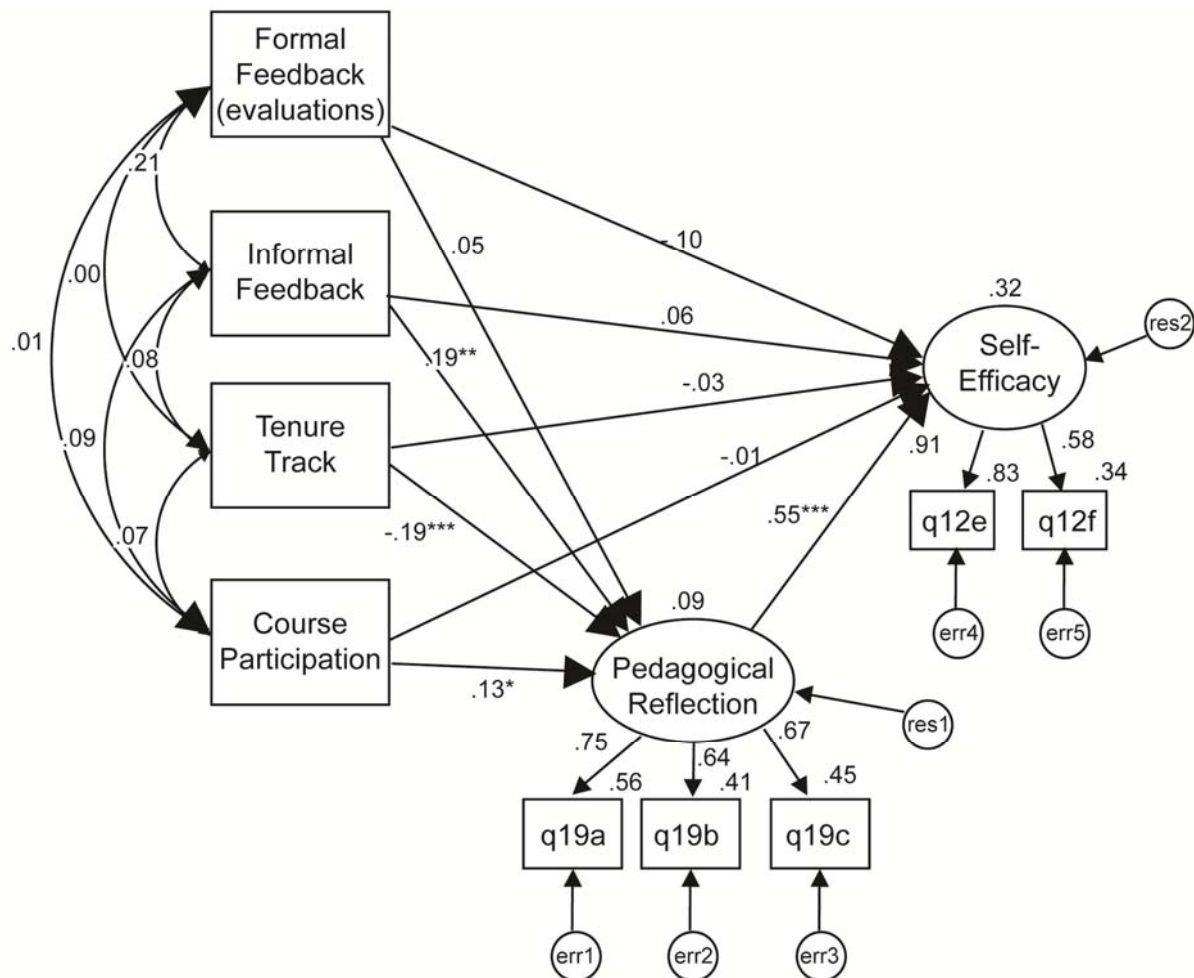 Formal
Feedback
(evaluations)
.21
.05
-.10
Informal
Feedback
.00
.06
.32
res2
.01
.08
.19**
Self-
Efficacy
-.03
Tenure
Track
.09
-.01
.91
.58
.83
.34
-.19***
.55***
q12e
q12f
.07
Course
Participation
.09
err4
err5
.13*
Pedagogical
Reflection
res1
.75
.64
.67
.56
.41
.45
q19a
q19b
q19c
err1
err2
err3